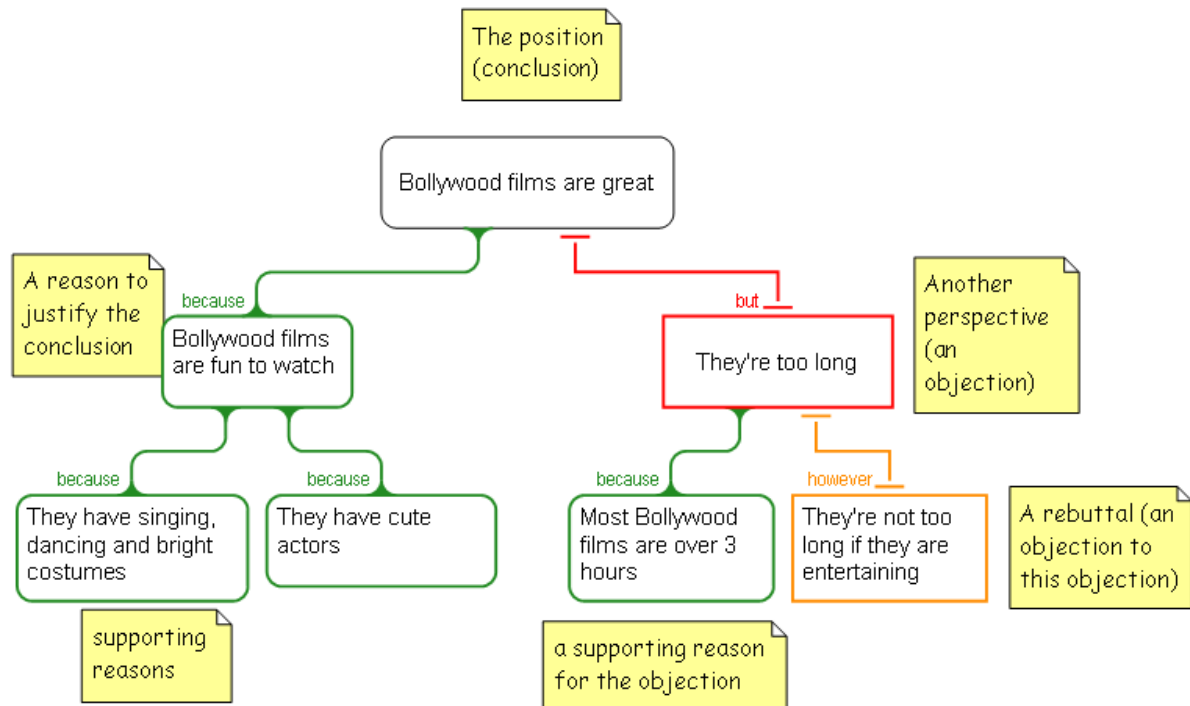 The position
(conclusion)
Bollywood films are great
A reason to
justify the
conclusion
because
Bollywood films
are fun to watch
but
They're too long
Another
perspective
(an
objection)
because
They have singing,
dancing and bright
costumes
because
They have cute
actors
because
Most Bollywood
films are over 3
hours
however
They're not too
long if they are
entertaining
A rebuttal (an
objection to
this objection)
supporting
reasons
a supporting reason
for the objection